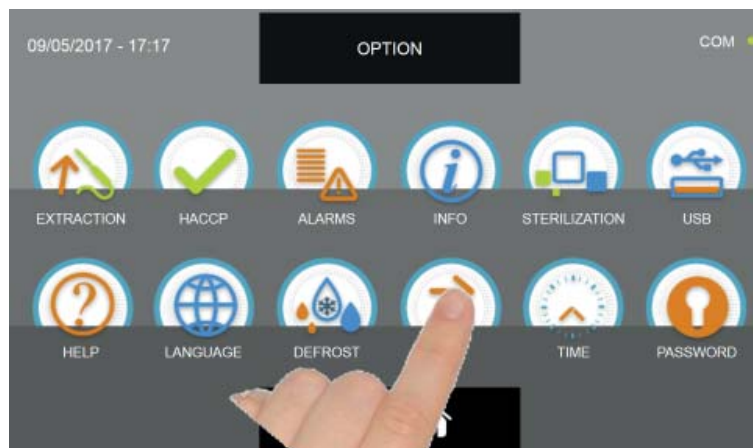 09/05/2017 - 17:17 OPTION COM
EXTRACTION HACCP ALARMS INFO STERILIZATION USB
HELP LANGUAGE DEFROST TIME PASSWORD